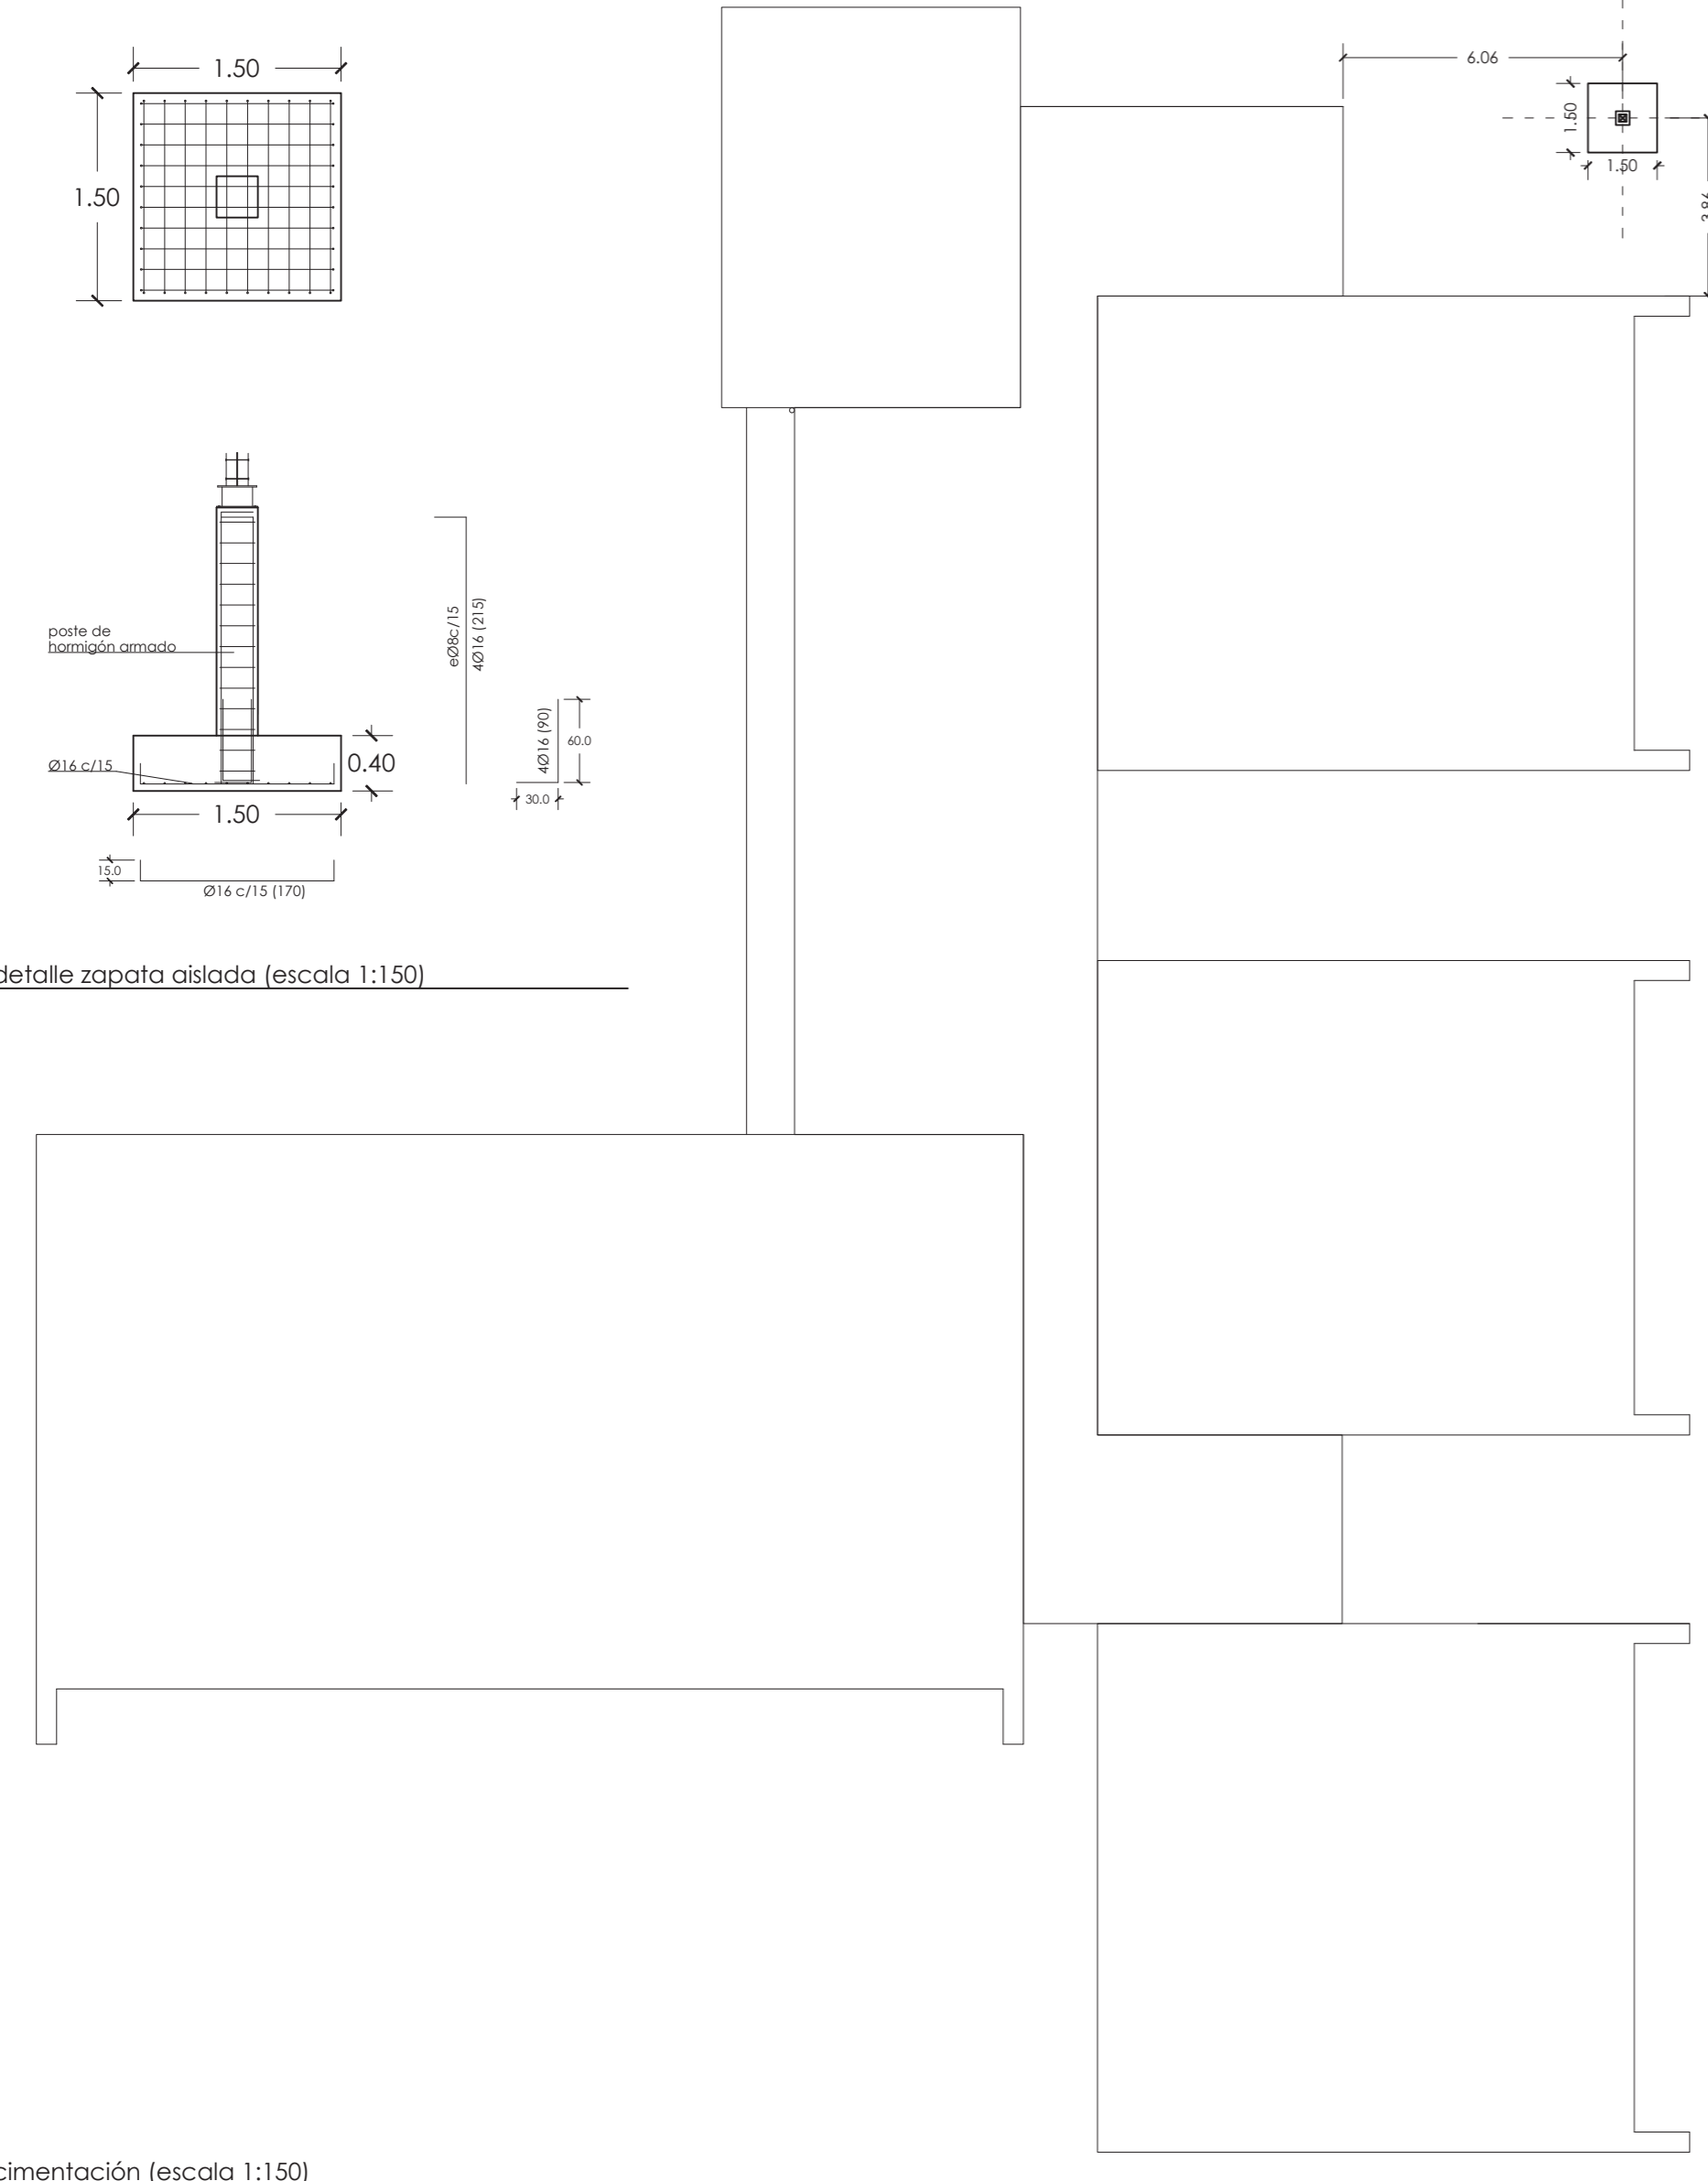 1.50
1.50
6.06
1.50
1.50
3.86
poste de
hormigón armado
eØ8c/15
4Ø16 (215)
4Ø16 (90)
60.0
30.0
Ø16 c/15
0.40
1.50
15.0
Ø16 c/15 (170)
detalle zapata aislada (escala 1:150)
cimentación (escala 1:150)